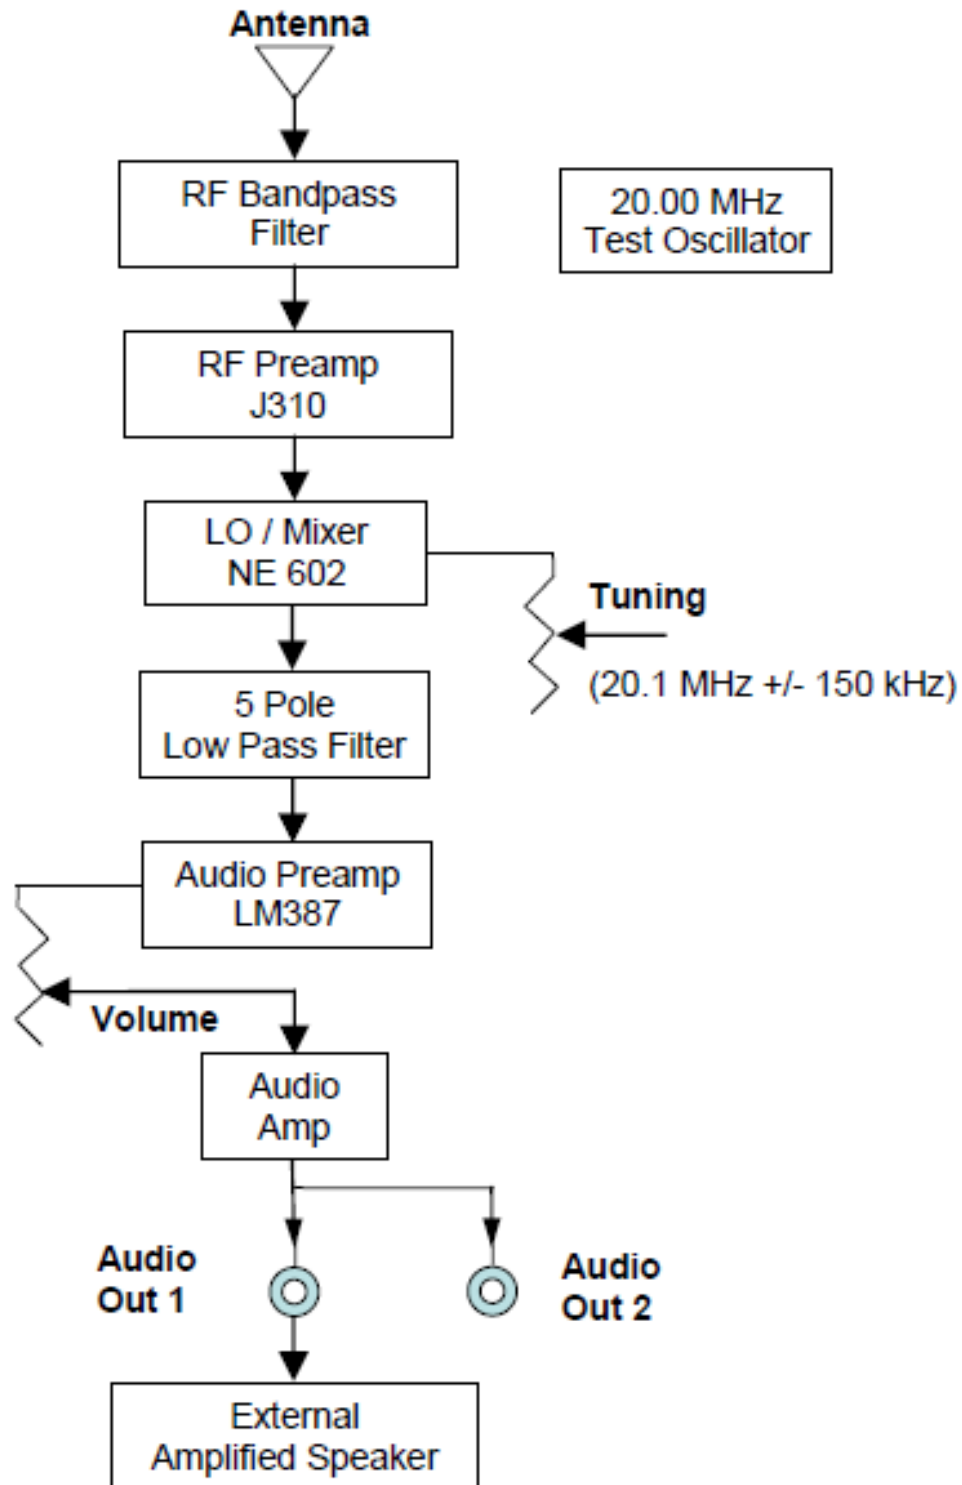 Antenna
RF Bandpass
Filter
20.00 MHz
Test Oscillator
RF Preamp
J310
LO / Mixer
NE 602
Tuning
(20.1 MHz +/- 150 kHz)
5 Pole
Low Pass Filter
Audio Preamp
LM387
Volume
Audio
Amp
Audio
Out 1
Audio
Out 2
External
Amplified Speaker